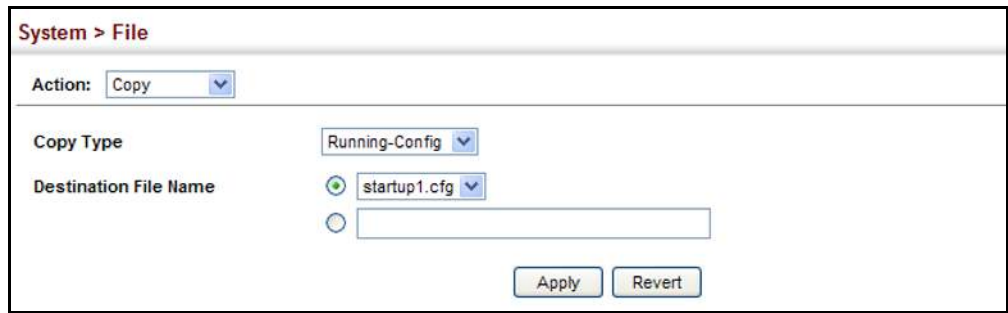 System > File
Action: Copy
Copy Type Running-Config
Destination File Name startup1.cfg
Apply Revert